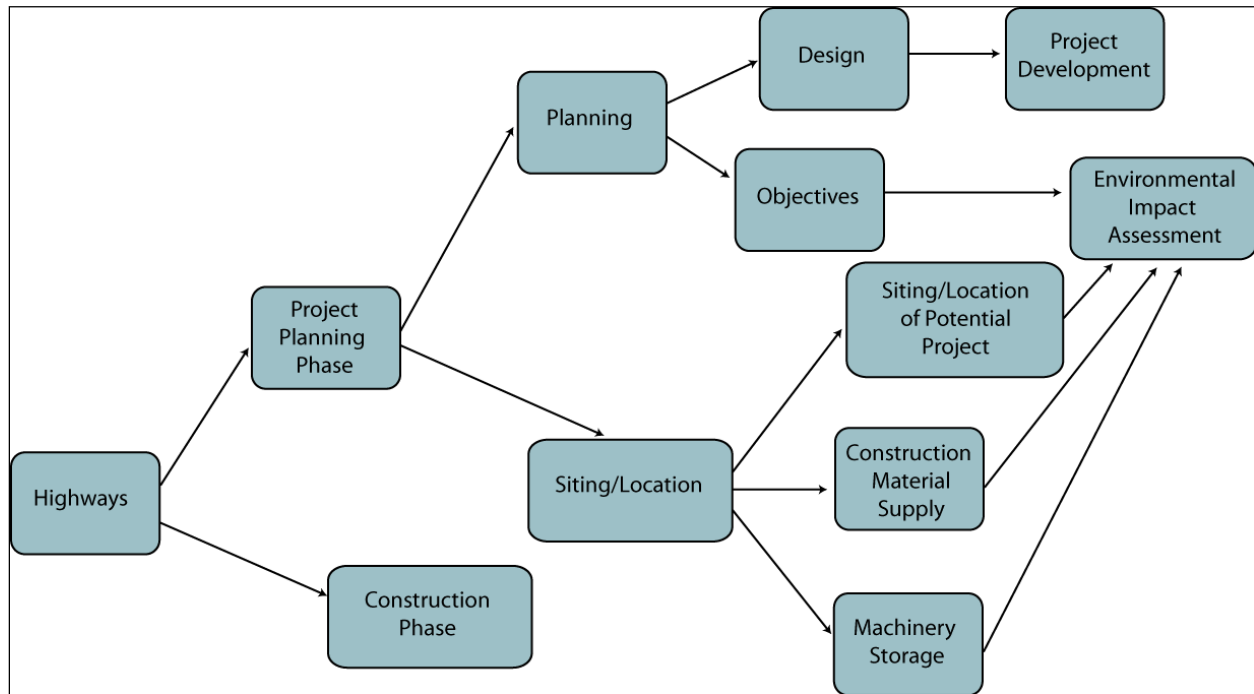 Design
Project
Development
Planning
Objectives
Environmental
Impact
Assessment
Project
Planning
Phase
Siting/Location
of Potential
Project
Highways
Siting/Location
Construction
Material
Supply
Construction
Phase
Machinery
Storage